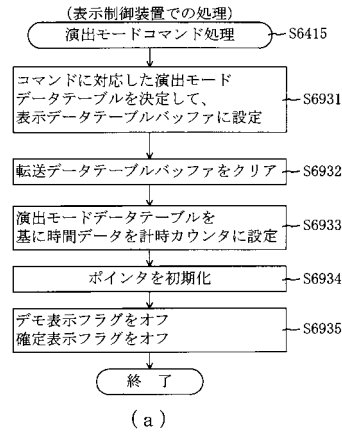 (表示制御装置での処理)
演出モードコマンド処理
S6415
コマンドに対応した演出モード
データテーブルを決定して、
表示データテーブルバッファに設定
S6931
転送データテーブルバッファをクリア
S6932
演出モードデータテーブルを
基に時間データを計時カウンタに設定
S6933
ポインタを初期化
S6934
デモ表示フラグをオフ
確定表示フラグをオフ
S6935
終 了
(a)